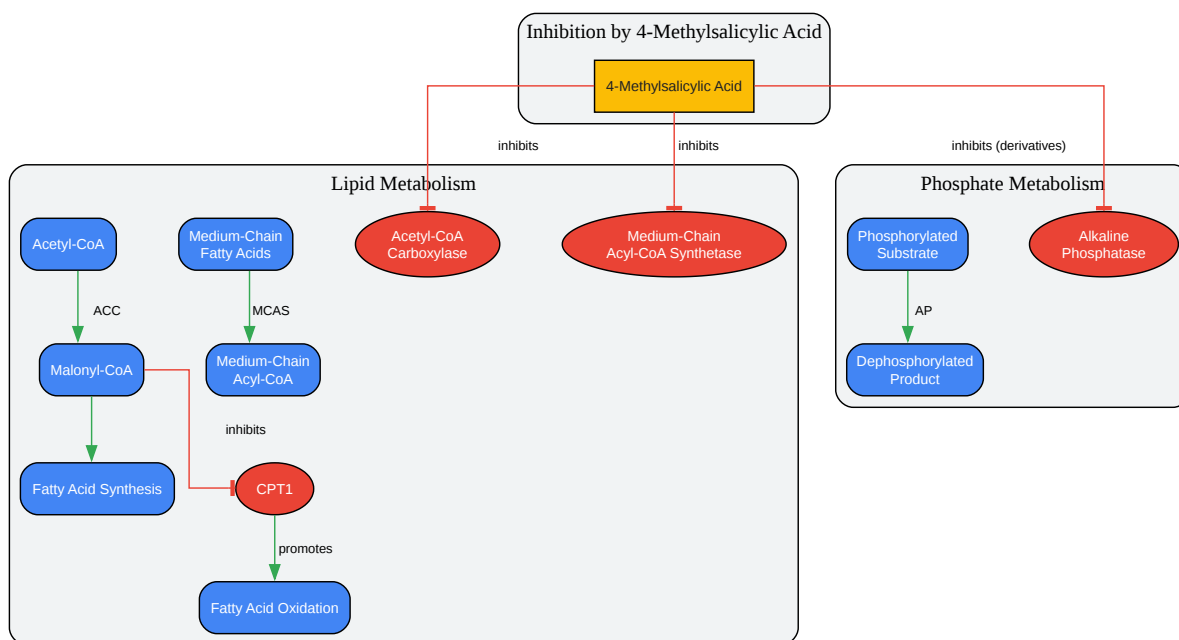 Inhibition by 4-Methylsalicylic Acid
4-Methylsalicylic Acid
inhibits
inhibits
inhibits (derivatives)
Lipid Metabolism
Phosphate Metabolism
Acetyl-CoA
Medium-Chain
Fatty Acids
Acetyl-CoA
Carboxylase
Medium-Chain
Acyl-CoA Synthetase
Phosphorylated
Substrate
Alkaline
Phosphatase
ACC
MCAS
AP
Malonyl-CoA
Medium-Chain
Acyl-CoA
Dephosphorylated
Product
inhibits
Fatty Acid Synthesis
CPT1
promotes
Fatty Acid Oxidation